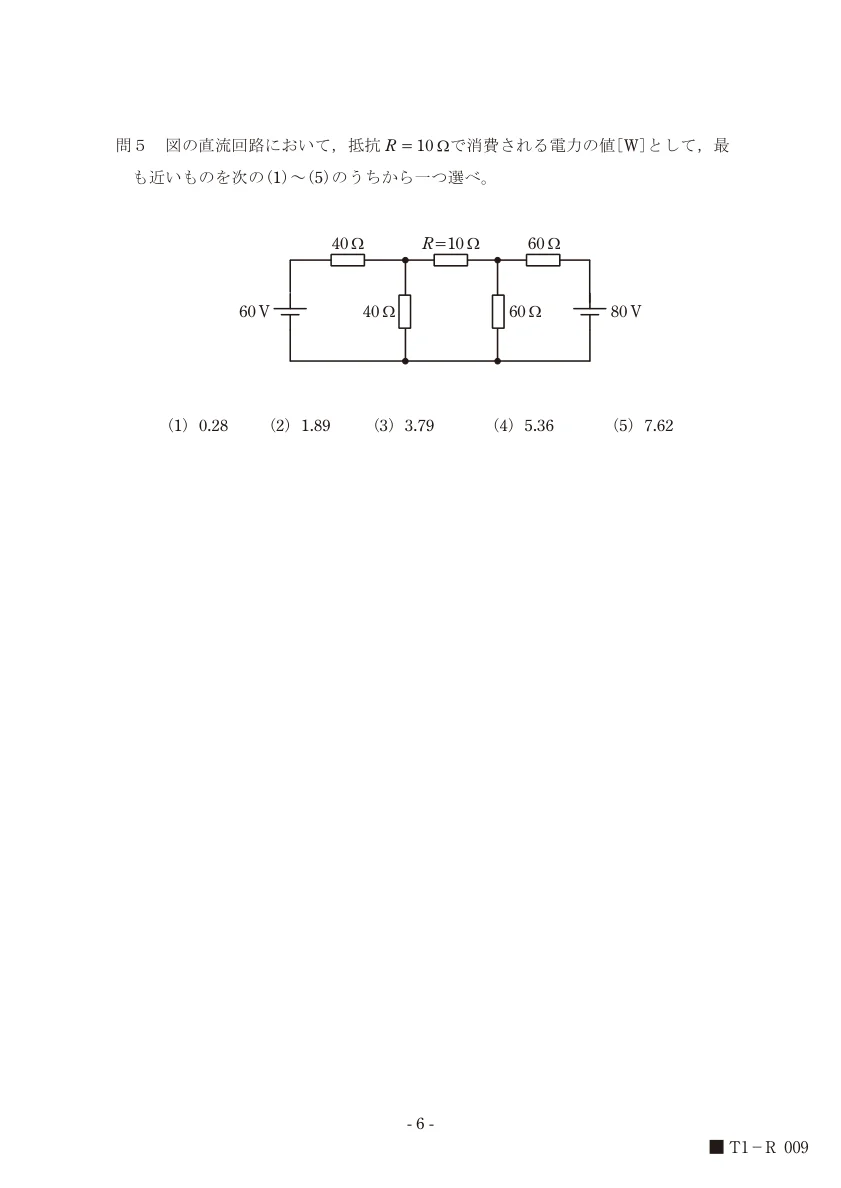 問５　図の直流回路において，抵抗 R = 10 Ωで消費される電力の値[W]として，最
も近いものを次の(1)～(5)のうちから一つ選べ。
40 Ω R=10 Ω 60 Ω
60 V 40 Ω 60 Ω 80 V
(1) 0.28 (2) 1.89 (3) 3.79 (4) 5.36 (5) 7.62
- 6 -
■ T1－R 009